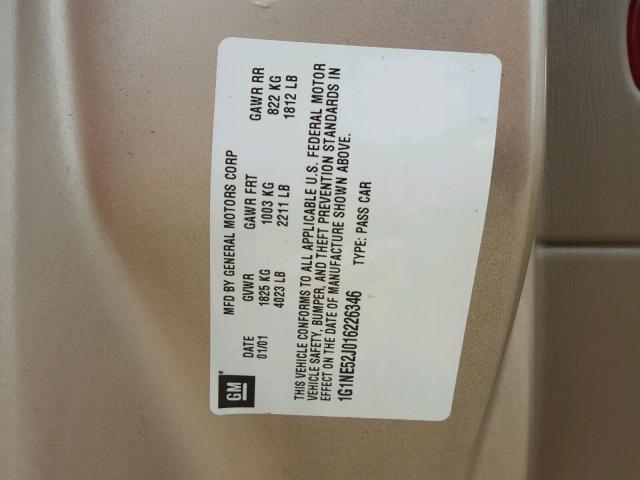 GM®
MFD BY GENERAL MOTORS CORP
DATE GVWR GAWR FRT GAWR RR
01/01 1825 KG 1003 KG 822 KG
4023 LB 2211 LB 1812 LB
THIS VEHICLE CONFORMS TO ALL APPLICABLE U.S. FEDERAL MOTOR
VEHICLE SAFETY, BUMPER, AND THEFT PREVENTION STANDARDS IN
EFFECT ON THE DATE OF MANUFACTURE SHOWN ABOVE.
1G1NE52J016226346 TYPE: PASS CAR